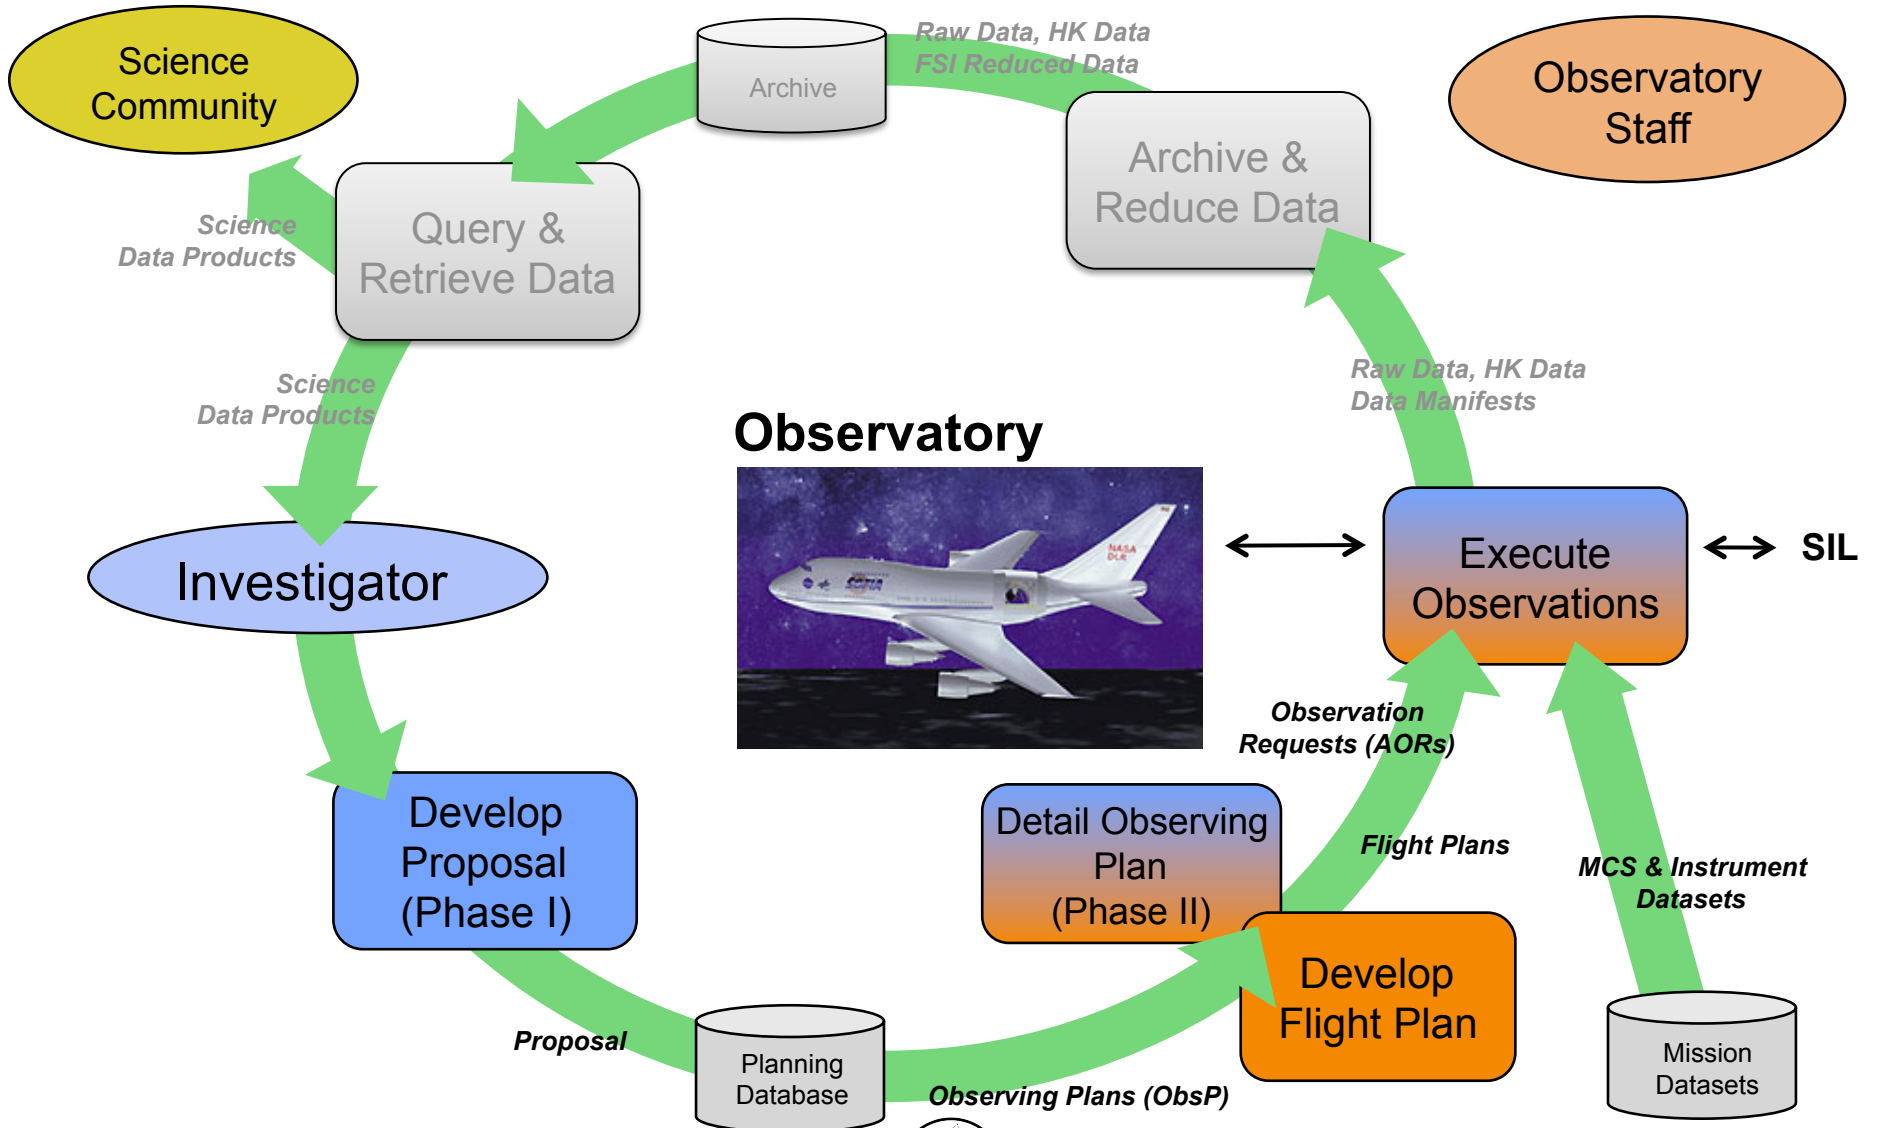 Science
Community
Archive
Raw Data, HK Data
FSI Reduced Data
Observatory
Staff
Archive &
Reduce Data
Query &
Retrieve Data
Science
Data Products
Science
Data Products
Raw Data, HK Data
Data Manifests
Observatory
NASA
DLR
SOFIA
Execute
Observations
SIL
Investigator
Observation
Requests (AORs)
Develop
Proposal
(Phase I)
Detail Observing
Plan
(Phase II)
Flight Plans
MCS & Instrument
Datasets
Develop
Flight Plan
Proposal
Planning
Database
Observing Plans (ObsP)
Mission
Datasets